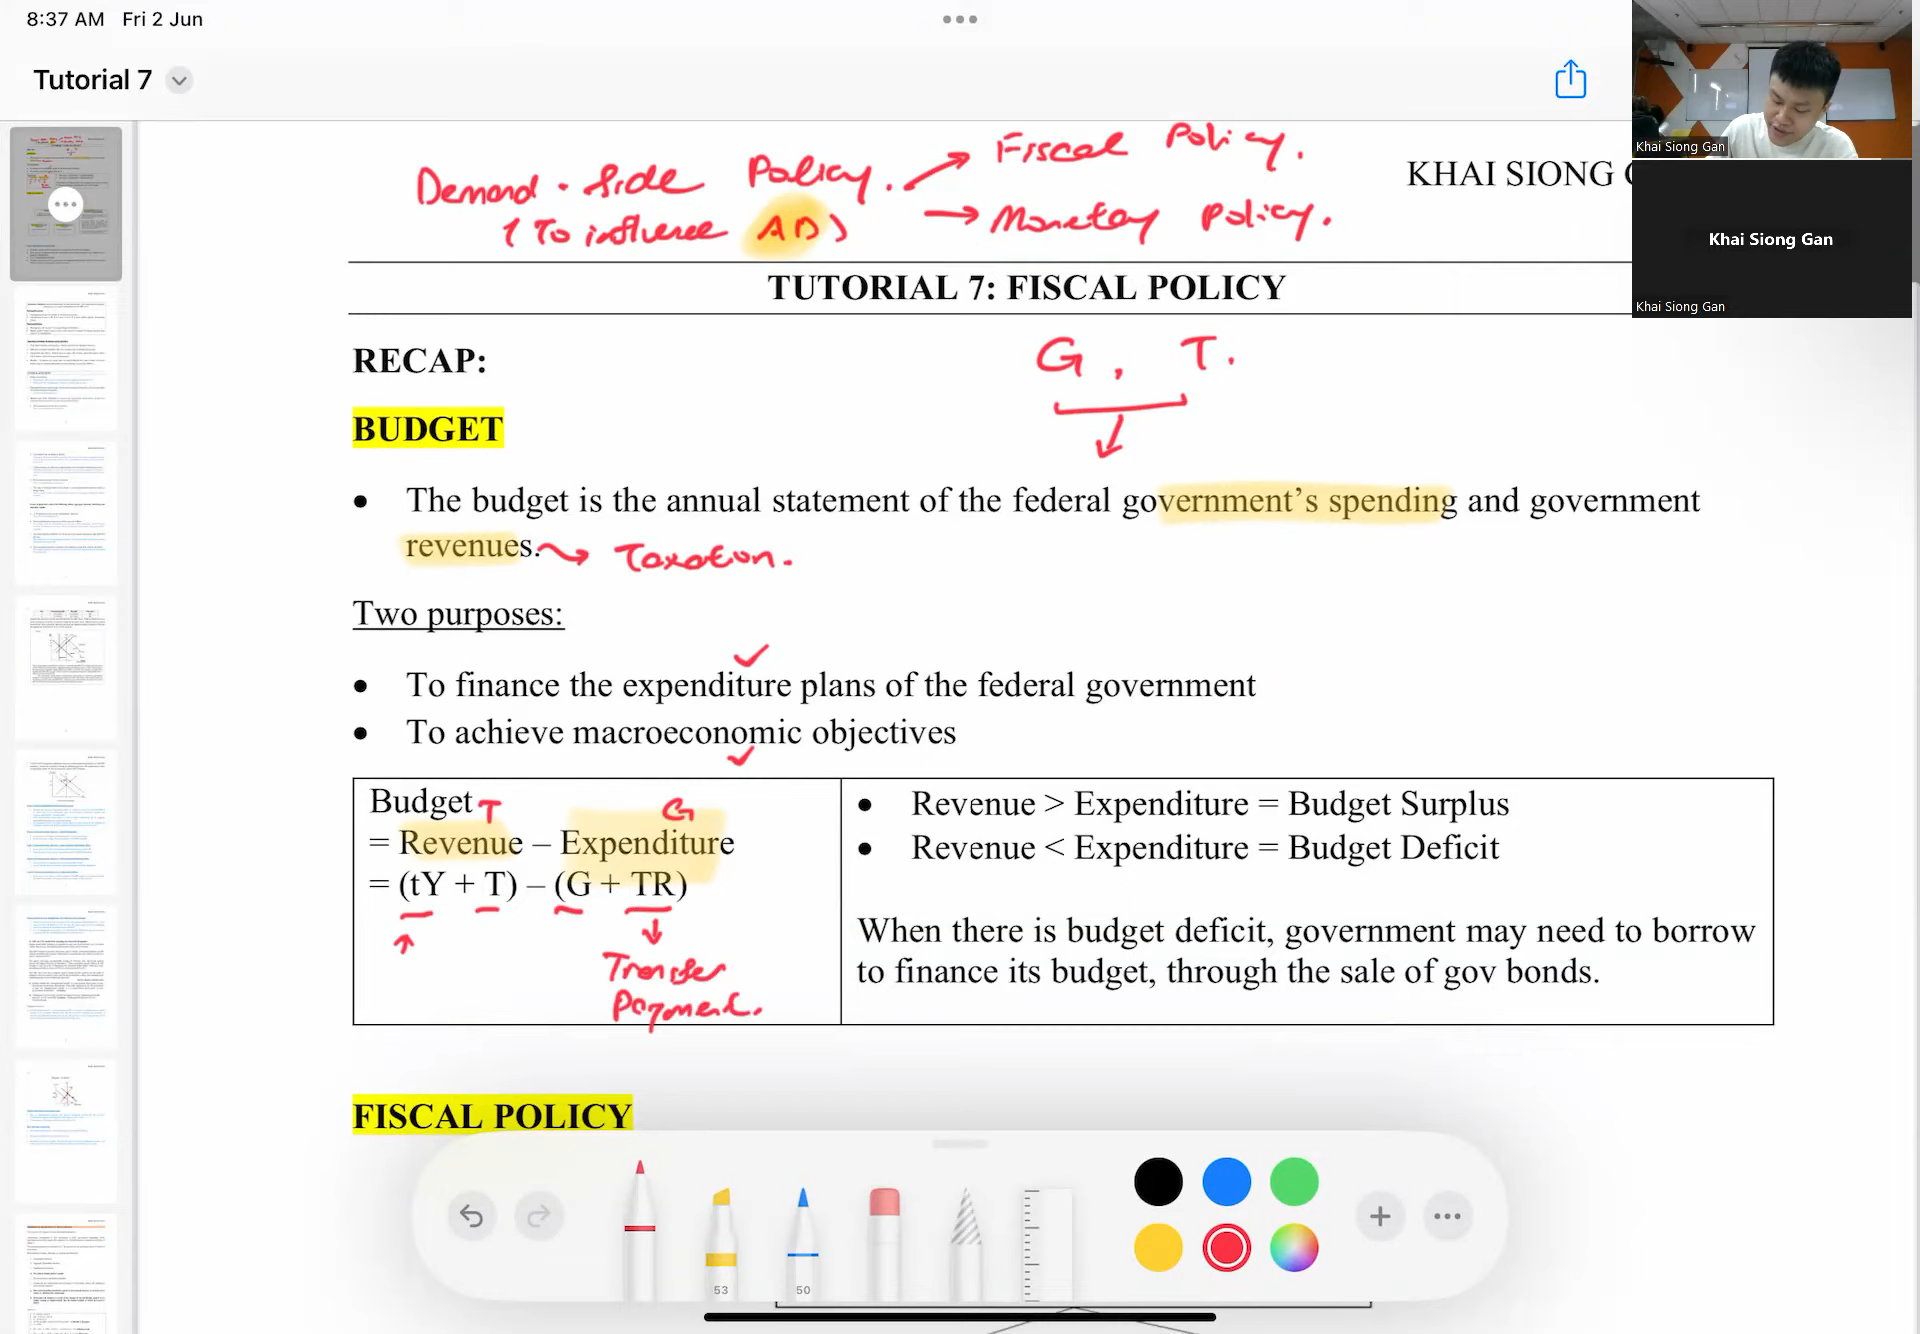 8:37 AM Fri 2 Jun
Tutorial 7
Demand-Side Policy. → Fiscal Policy.
(To influence AD) → Monetary Policy.
KHAI SIONG
TUTORIAL 7: FISCAL POLICY
G, T.
RECAP:
BUDGET
• The budget is the annual statement of the federal government’s spending and government
revenues. Taxation.
Two purposes:
• To finance the expenditure plans of the federal government
• To achieve macroeconomic objectives
Budget
T G
= Revenue – Expenditure
= (tY + T) – (G + TR)
Transfer
Payment.
• Revenue > Expenditure = Budget Surplus
• Revenue < Expenditure = Budget Deficit
When there is budget deficit, government may need to borrow
to finance its budget, through the sale of gov bonds.
FISCAL POLICY
53 50
Khai Siong Gan
Khai Siong Gan
Khai Siong Gan